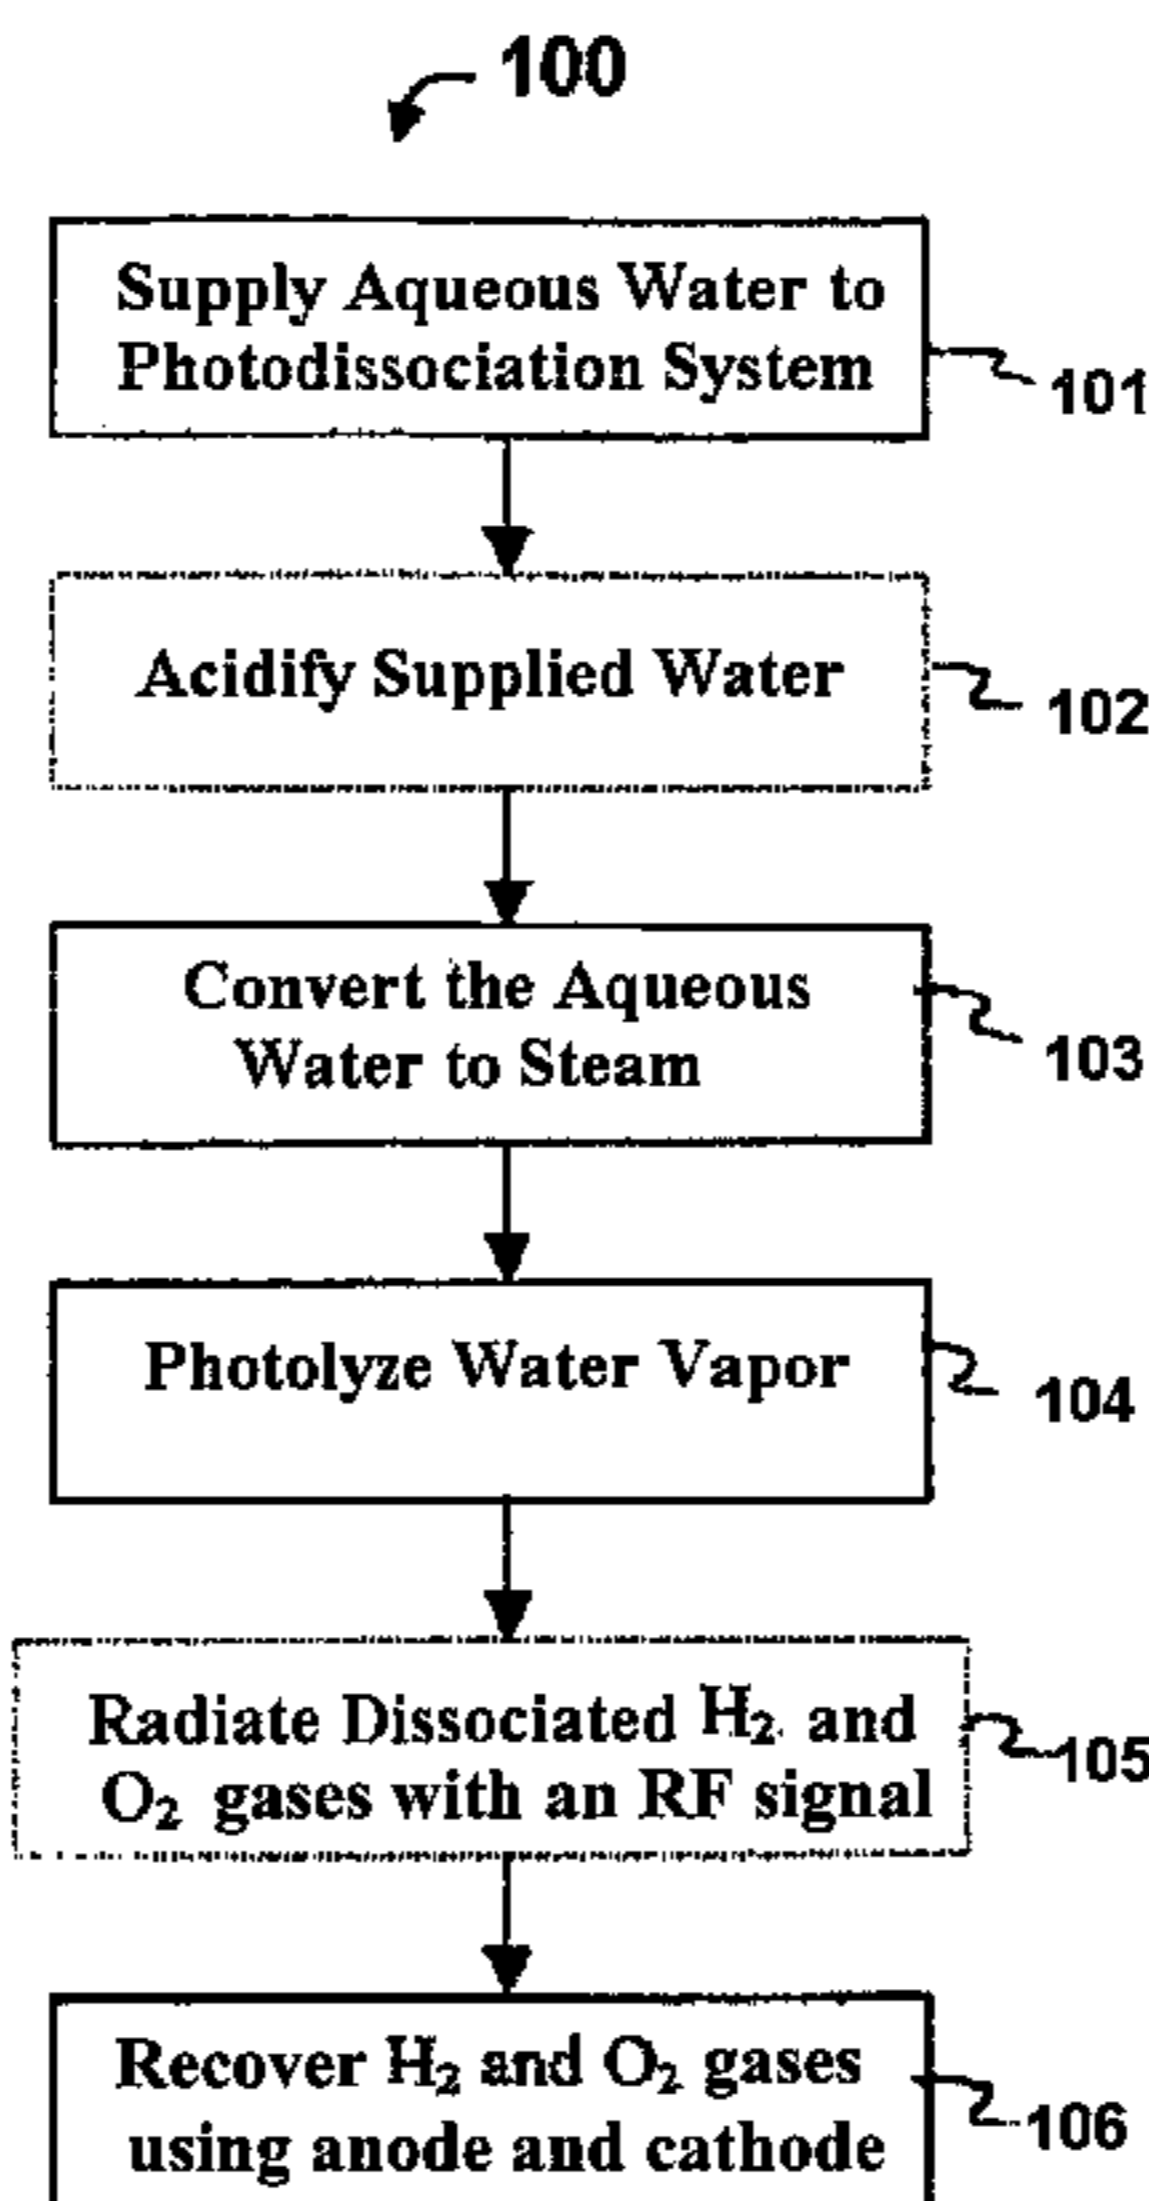 100
Supply Aqueous Water to
Photodissociation System
101
Acidify Supplied Water
102
Convert the Aqueous
Water to Steam
103
Photolyze Water Vapor
104
Radiate Dissociated H₂ and
O₂ gases with an RF signal
105
Recover H₂ and O₂ gases
using anode and cathode
106